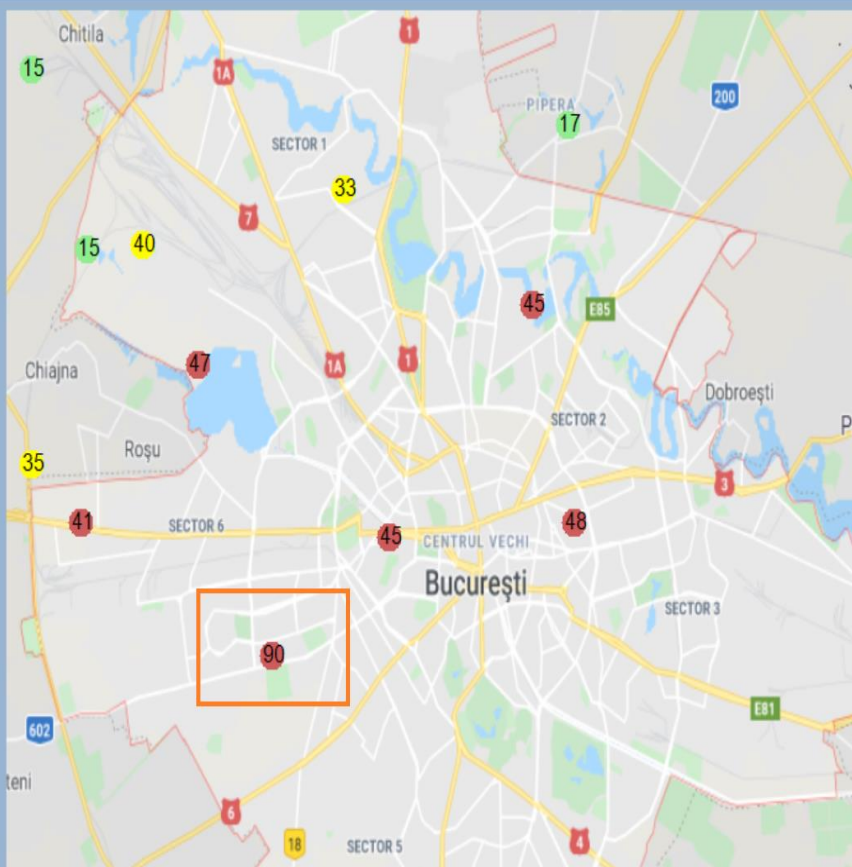 Chitila
1
15
1A
200
PIPERA
17
SECTOR 1
33
7
15
40
45
E85
47
1A
1
Chiajna
Dobroești
SECTOR 2
P
Roșu
35
3
41
SECTOR 6
45
CENTRUL VECHI
48
București
SECTOR 3
90
E81
602
teni
6
18
SECTOR 5
4